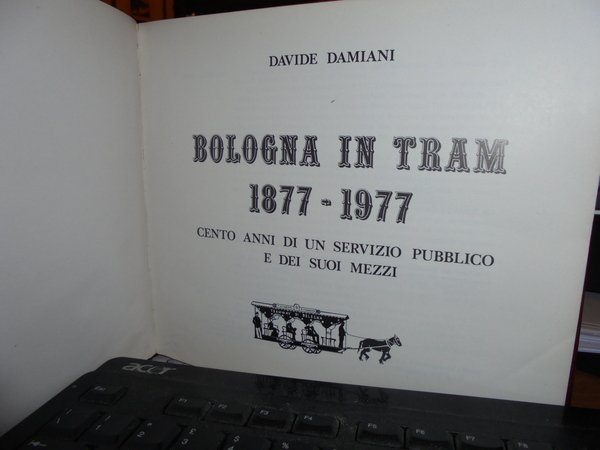 DAVIDE DAMIANI
BOLOGNA IN TRAM
1877 - 1977
CENTO ANNI DI UN SERVIZIO PUBBLICO
E DEI SUOI MEZZI
acer